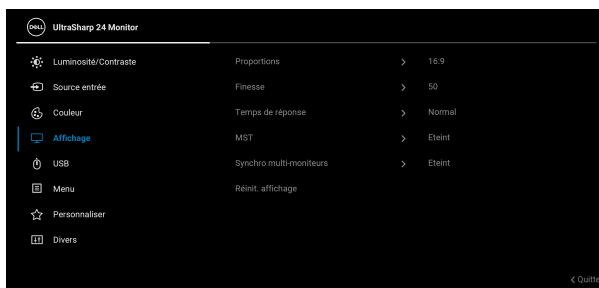 DELL UltraSharp 24 Monitor
Luminosité/Contraste Proportions > 16:9
Source entrée Finesse > 50
Couleur Temps de réponse > Normal
Affichage MST > Eteint
USB Synchro multi-moniteurs > Eteint
Menu Réinit. affichage
Personnaliser
Divers
< Quitte